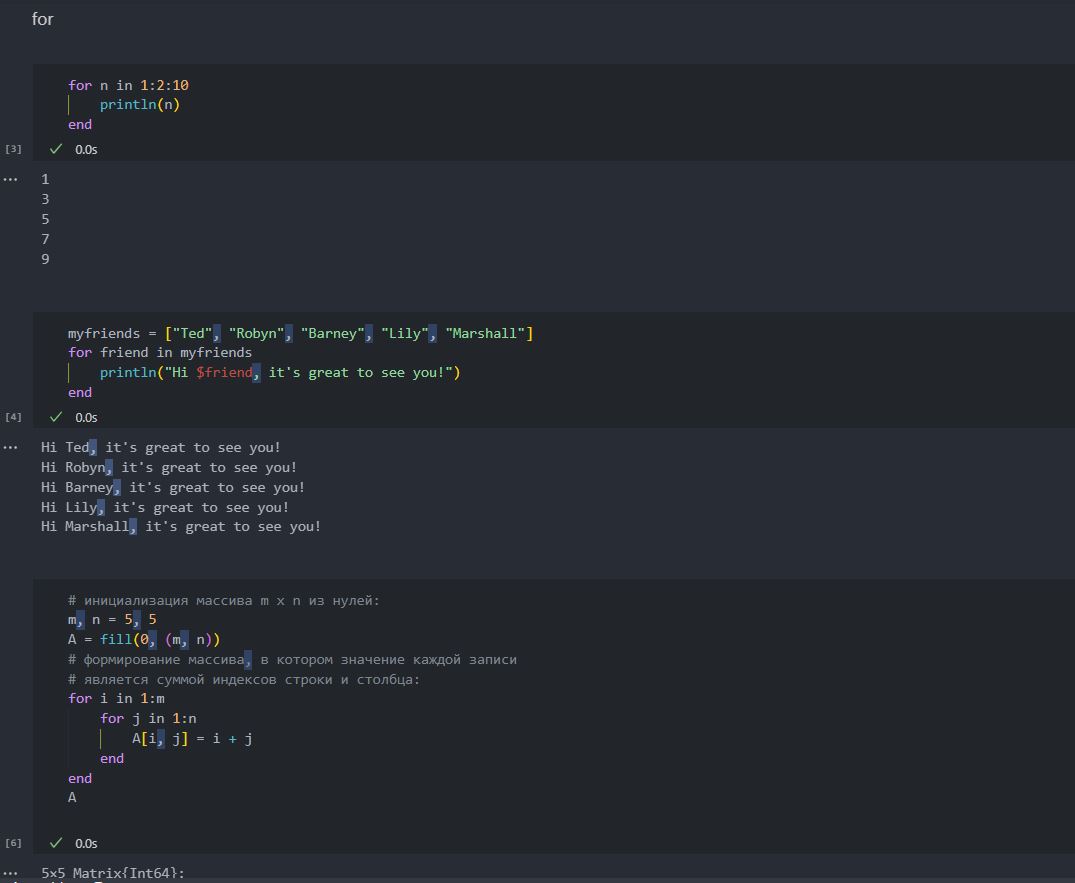 for
for n in 1:2:10
    println(n)
end
[3]
✓ 0.0s
... 1
3
5
7
9
myfriends = ["Ted", "Robyn", "Barney", "Lily", "Marshall"]
for friend in myfriends
    println("Hi $friend, it's great to see you!")
end
[4]
✓ 0.0s
... Hi Ted, it's great to see you!
Hi Robyn, it's great to see you!
Hi Barney, it's great to see you!
Hi Lily, it's great to see you!
Hi Marshall, it's great to see you!
# инициализация массива m x n из нулей:
m, n = 5, 5
A = fill(0, (m, n))
# формирование массива, в котором значение каждой записи
# является суммой индексов строки и столбца:
for i in 1:m
    for j in 1:n
        A[i, j] = i + j
    end
end
A
[6]
✓ 0.0s
... 5×5 Matrix{Int64}: